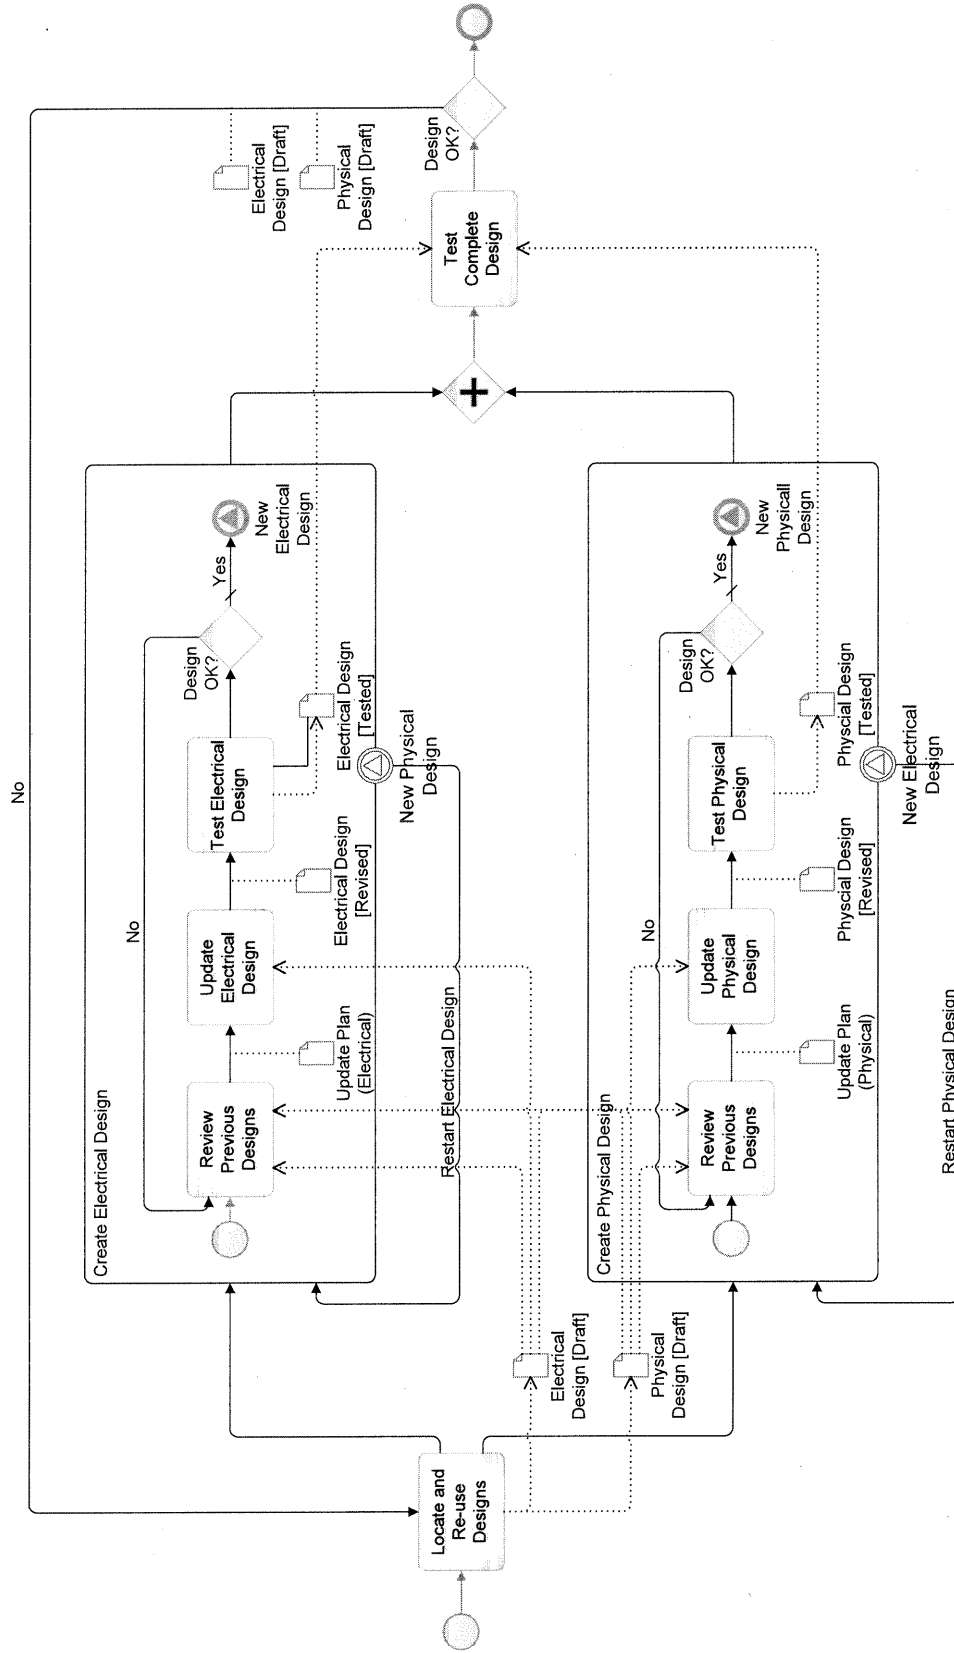 No
Electrical
Design [Draft]
Physical
Design [Draft]
Design
OK?
Test
Complete
Design
Create Electrical Design
No
Review
Previous
Designs
Update
Electrical
Design
Test Electrical
Design
Design
OK?
Yes
New
Electrical
Design
Update Plan
(Electrical)
Electrical Design
[Revised]
Electrical Design
[Tested]
New Physical
Design
Restart Electrical Design
Locate and
Re-use
Designs
Electrical
Design [Draft]
Physical
Design [Draft]
Create Physical Design
No
Review
Previous
Designs
Update
Physical
Design
Test Physical
Design
Design
OK?
Yes
New
Physicall
Design
Update Plan
(Physical)
Physcial Design
[Revised]
Physcial Design
[Tested]
New Electrical
Design
Restart Physical Design